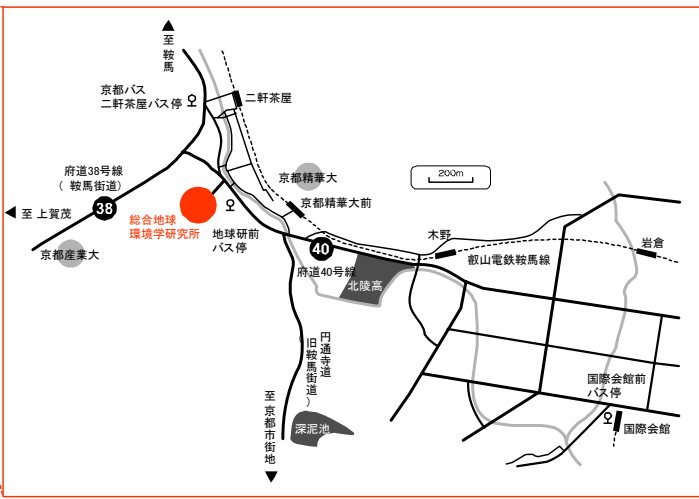 至鞍馬
京都バス
二軒茶屋バス停
二軒茶屋
府道38号線
( 鞍馬街道)
京都精華大
200m
至 上賀茂
38
総合地球
環境学研究所
京都精華大前
地球研前
バス停
京都産業大
40
府道40号線
木野
叡山電鉄鞍馬線
岩倉
北陵高
円通寺道
旧鞍馬街道)
国際会館前
バス停
至京都市街地
深泥池
国際会館